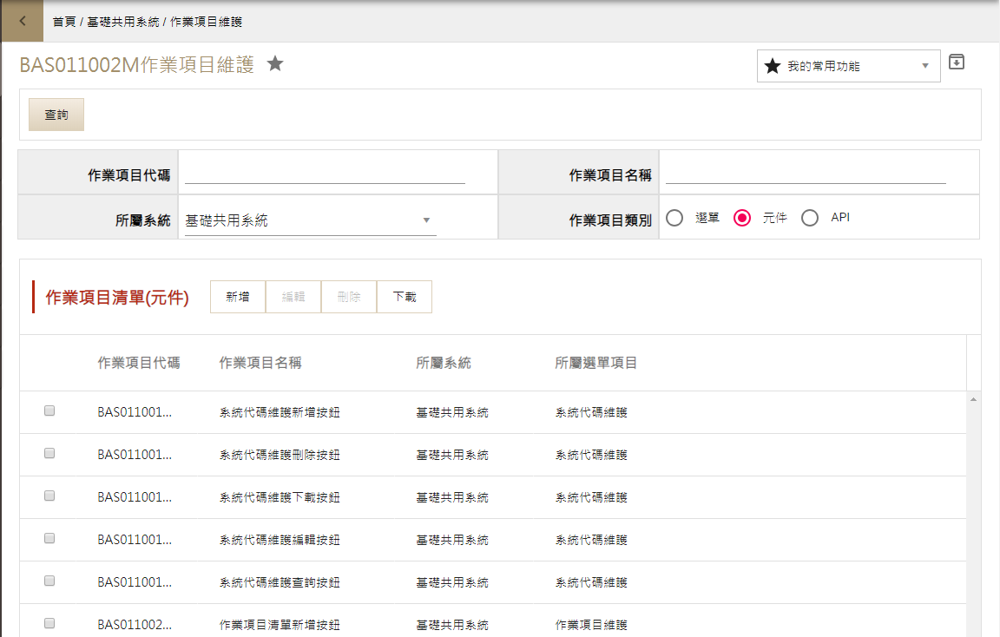 首頁 / 基礎共用系統 / 作業項目維護
BAS011002M作業項目維護
我的常用功能
查詢
作業項目代碼 作業項目名稱
所屬系統 基礎共用系統 作業項目類別 選單 元件 API
作業項目清單(元件) 新增 編輯 刪除 下載
作業項目代碼 作業項目名稱 所屬系統 所屬選單項目
BAS011001... 系統代碼維護新增按鈕 基礎共用系統 系統代碼維護
BAS011001... 系統代碼維護刪除按鈕 基礎共用系統 系統代碼維護
BAS011001... 系統代碼維護下載按鈕 基礎共用系統 系統代碼維護
BAS011001... 系統代碼維護編輯按鈕 基礎共用系統 系統代碼維護
BAS011001... 系統代碼維護查詢按鈕 基礎共用系統 系統代碼維護
BAS011002... 作業項目清單新增按鈕 基礎共用系統 作業項目維護